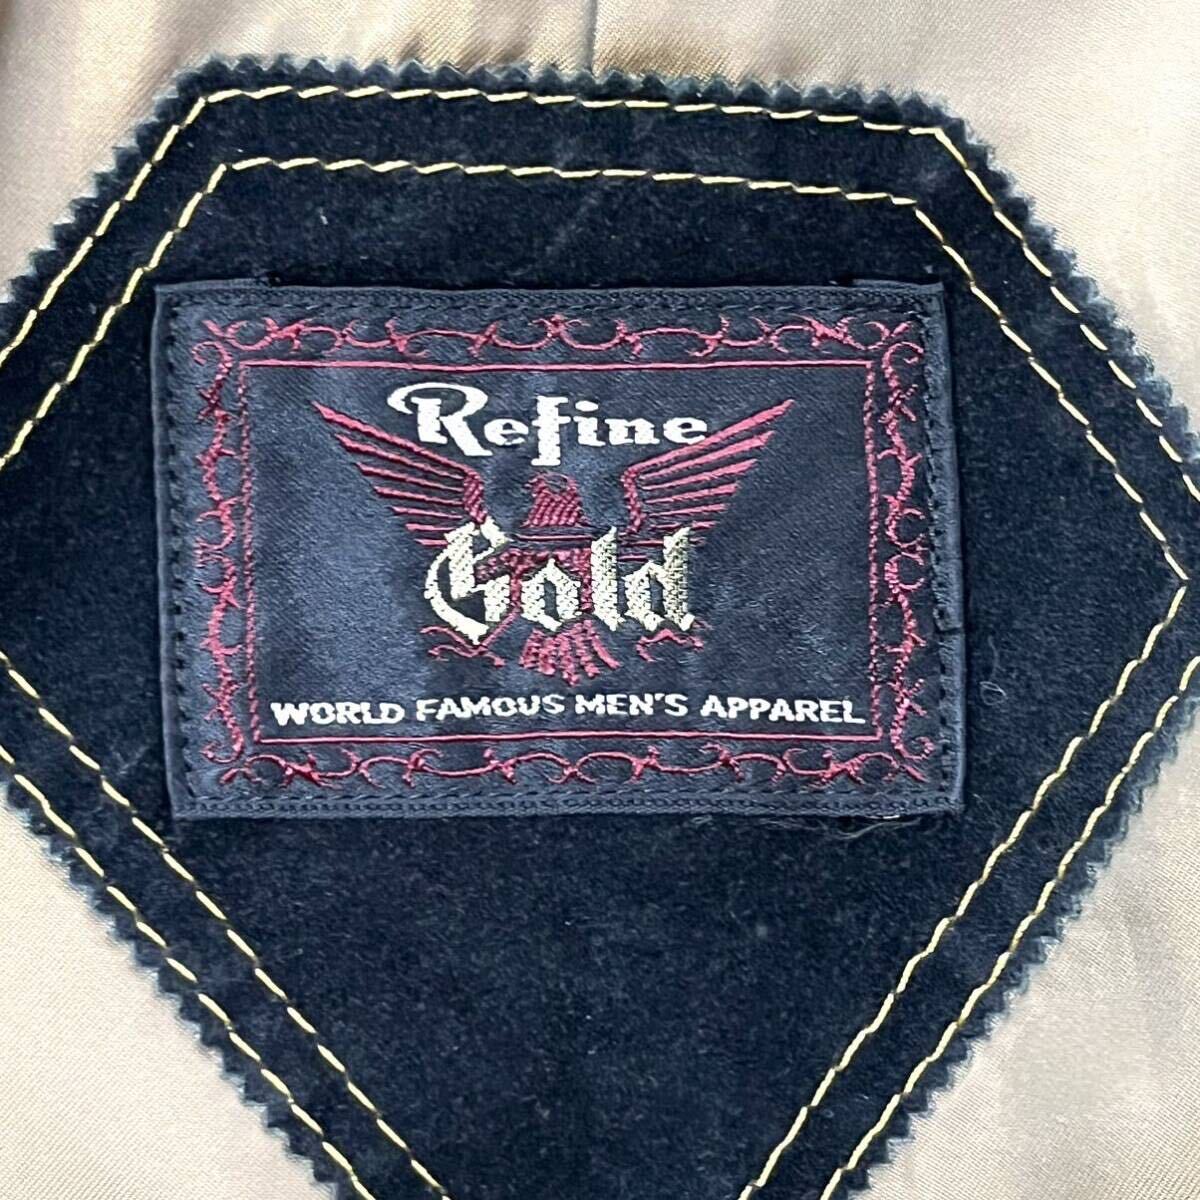 Refine
Gold
WORLD FAMOUS MEN'S APPAREL